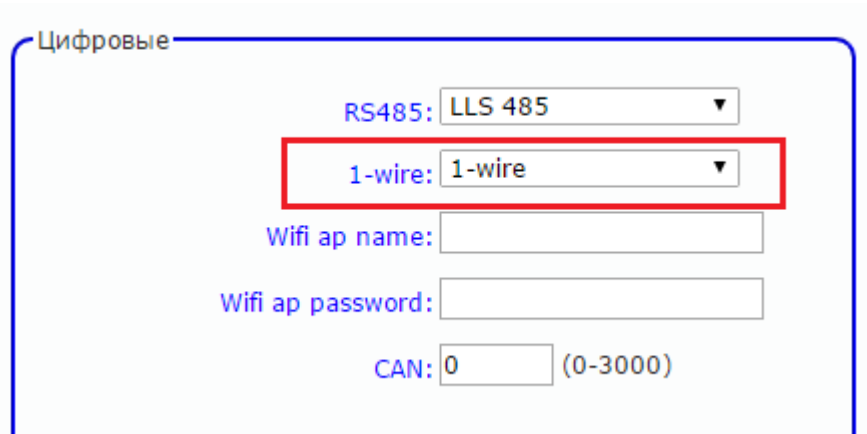 Цифровые
RS485: LLS 485
1-wire: 1-wire
Wifi ap name:
Wifi ap password:
CAN: 0 (0-3000)